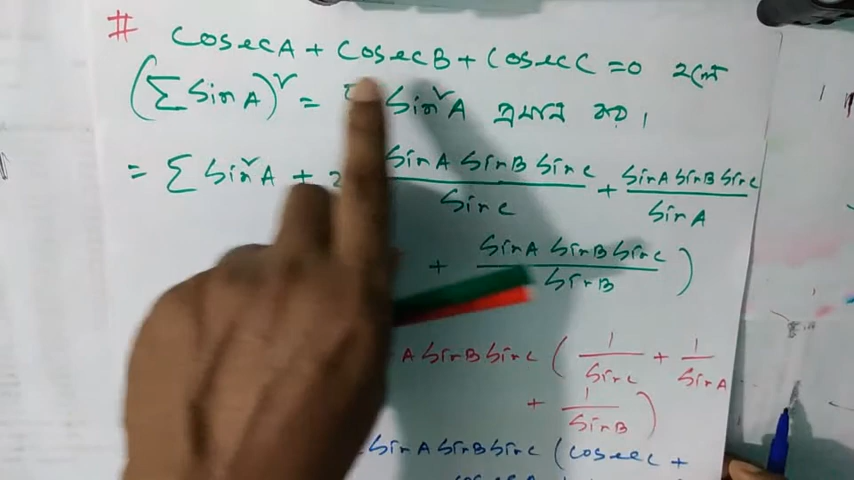 # cosecA + cosecB + cosecC = 0 হলে
(∑ sinA)² = ∑ sin²A প্রমাণ কর।
= ∑ sin²A + 2 sinA sinB sinC / sinC + sinA sinB sinC / sinA
+ sinA sinB sinC / sinB )
A sinB sinC ( 1 / sinC + 1 / sinA
+ 1 / sinB )
sinA sinB sinC (cosecC +